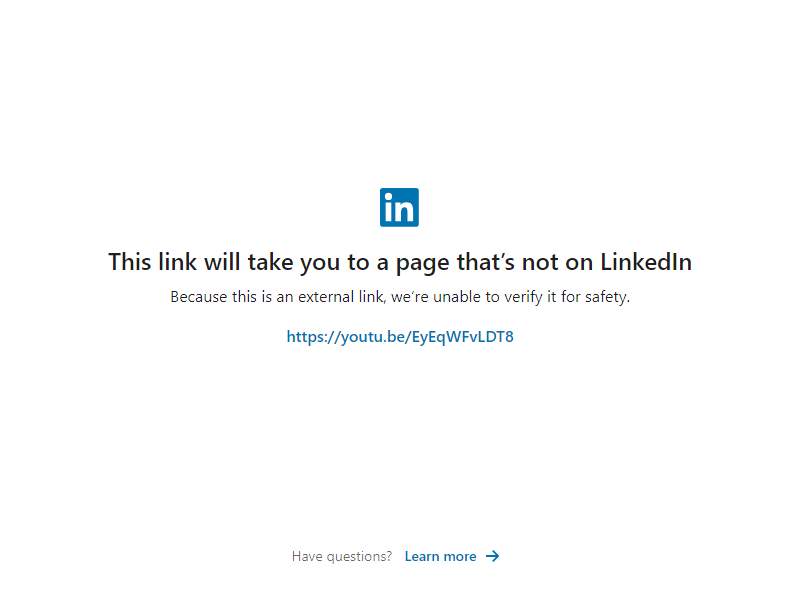 in
This link will take you to a page that’s not on LinkedIn
Because this is an external link, we’re unable to verify it for safety.
https://youtu.be/EyEqWFvLDT8
Have questions? Learn more